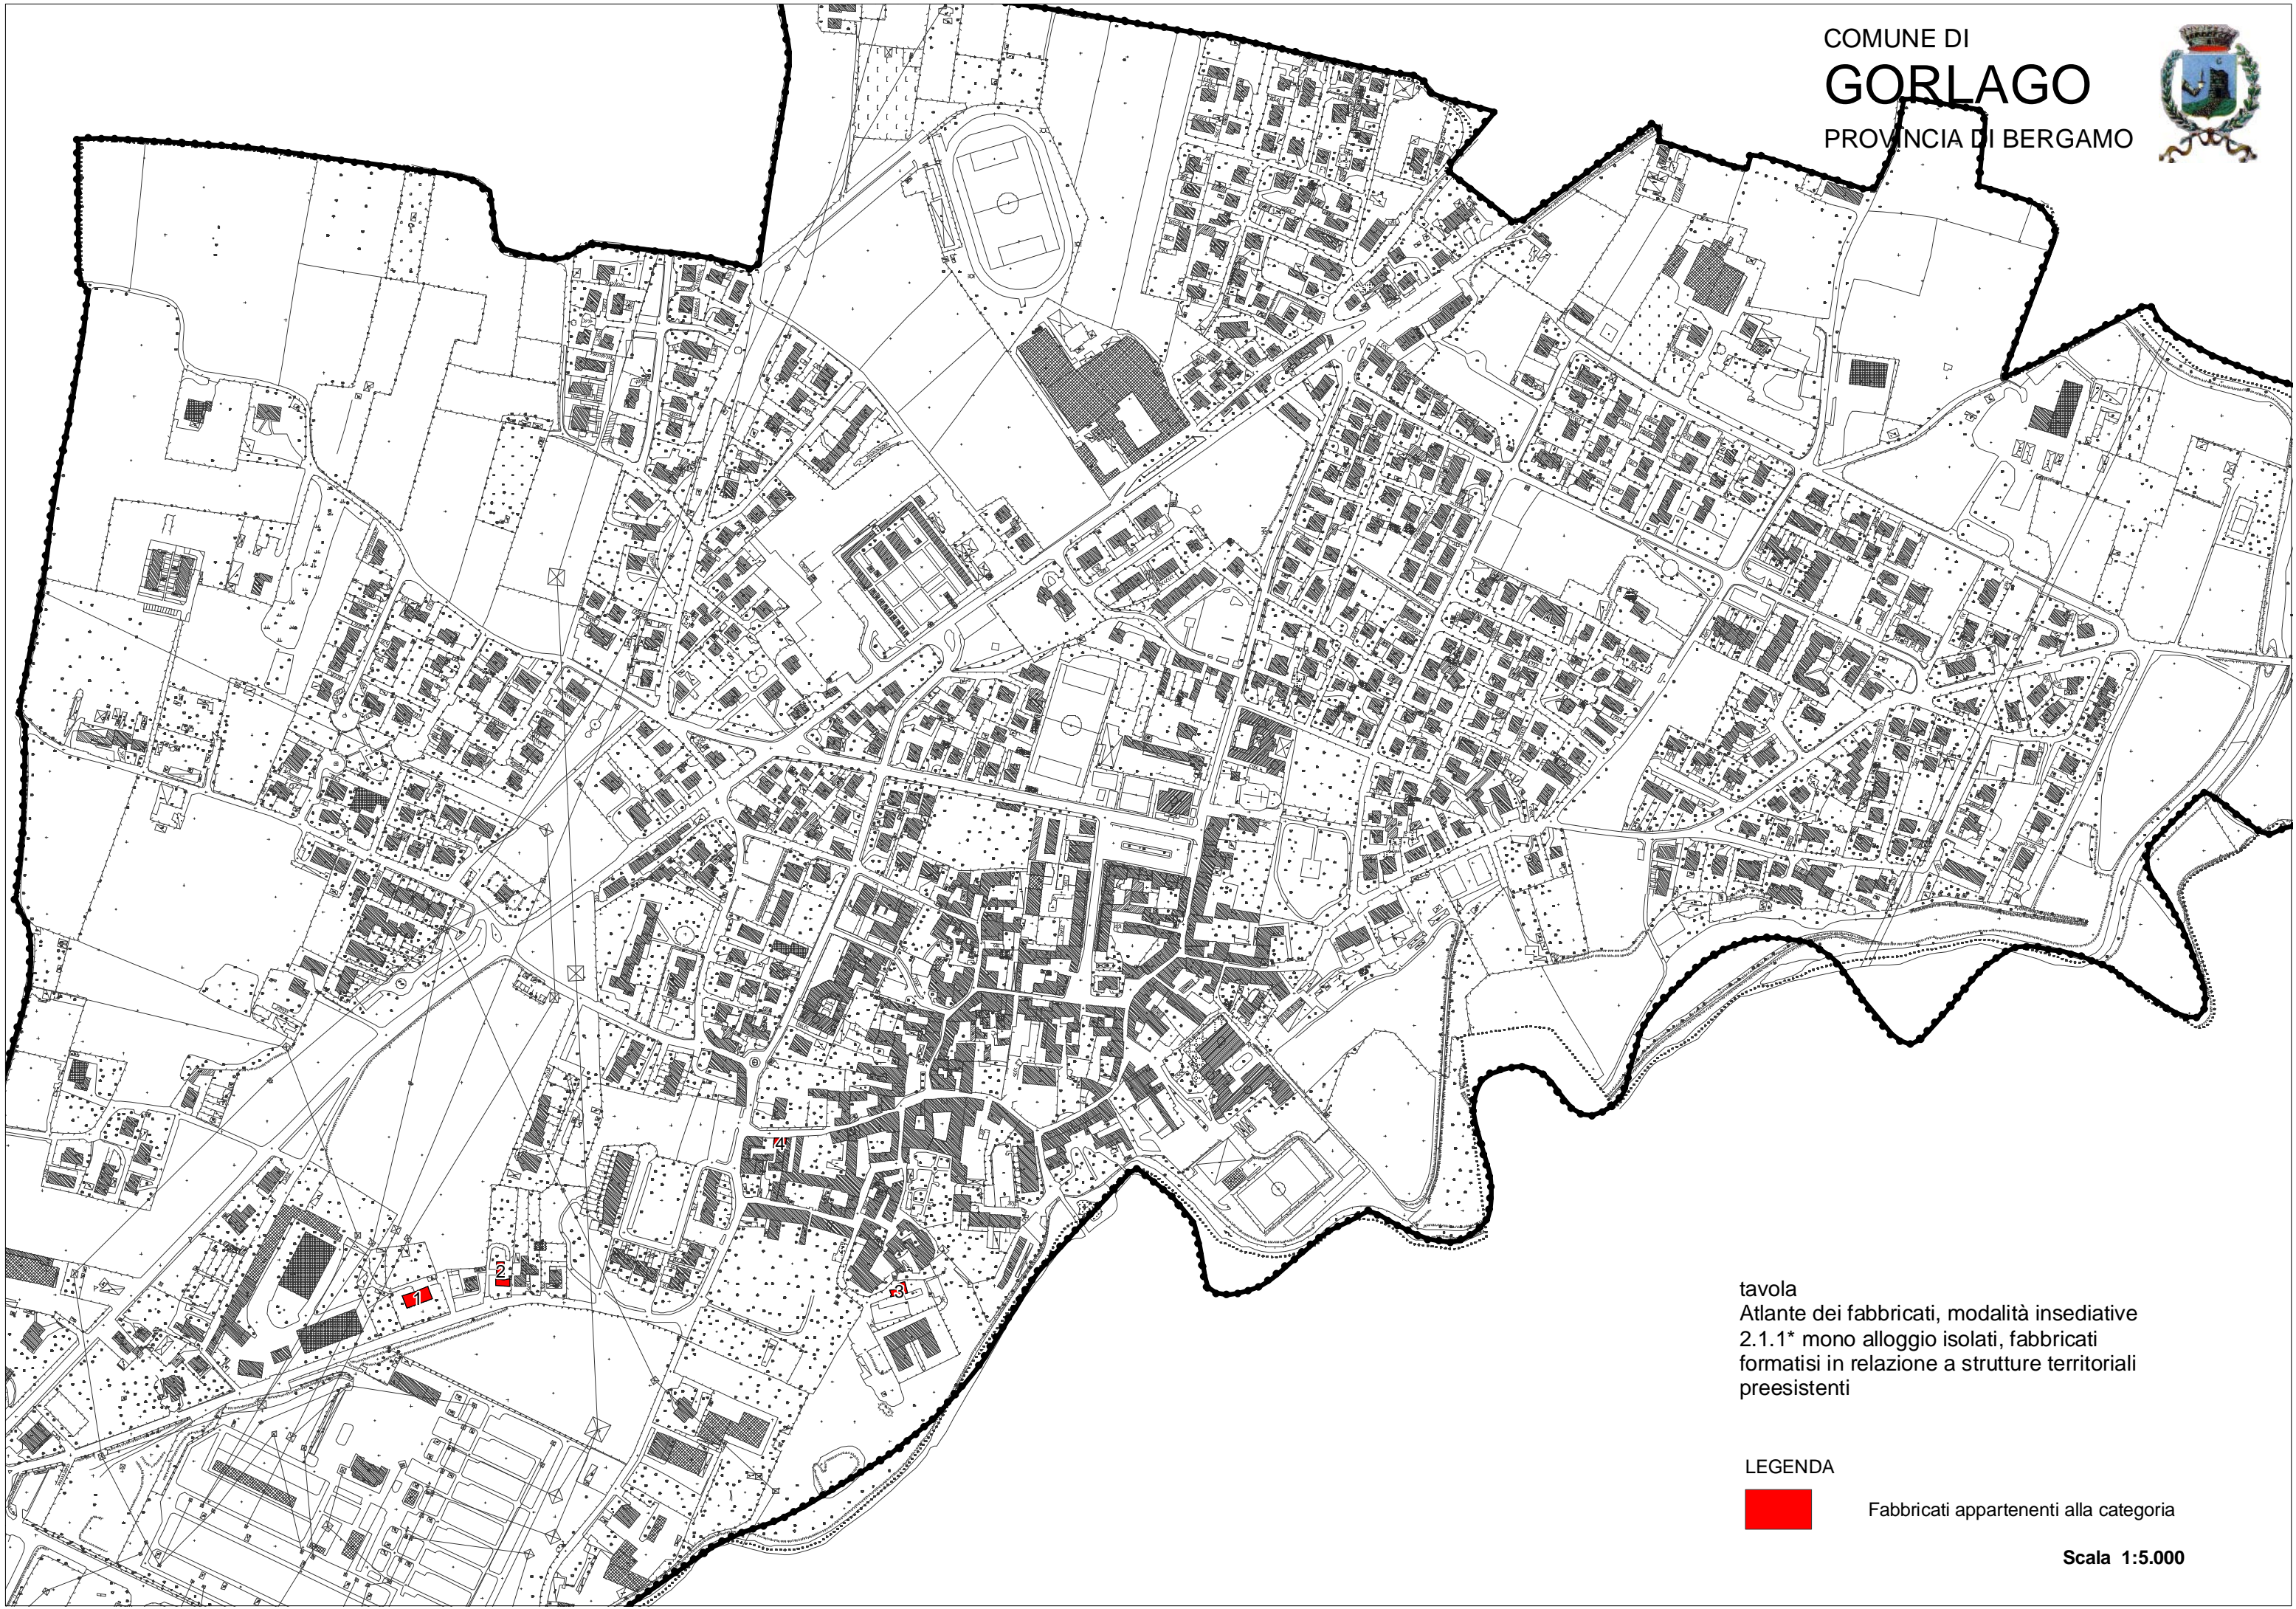 COMUNE DI
GORLAGO
PROVINCIA DI BERGAMO
4
2
1
3
tavola
Atlante dei fabbricati, modalità insediative
2.1.1* mono alloggio isolati, fabbricati
formatisi in relazione a strutture territoriali
preesistenti
LEGENDA
Fabbricati appartenenti alla categoria
Scala 1:5.000